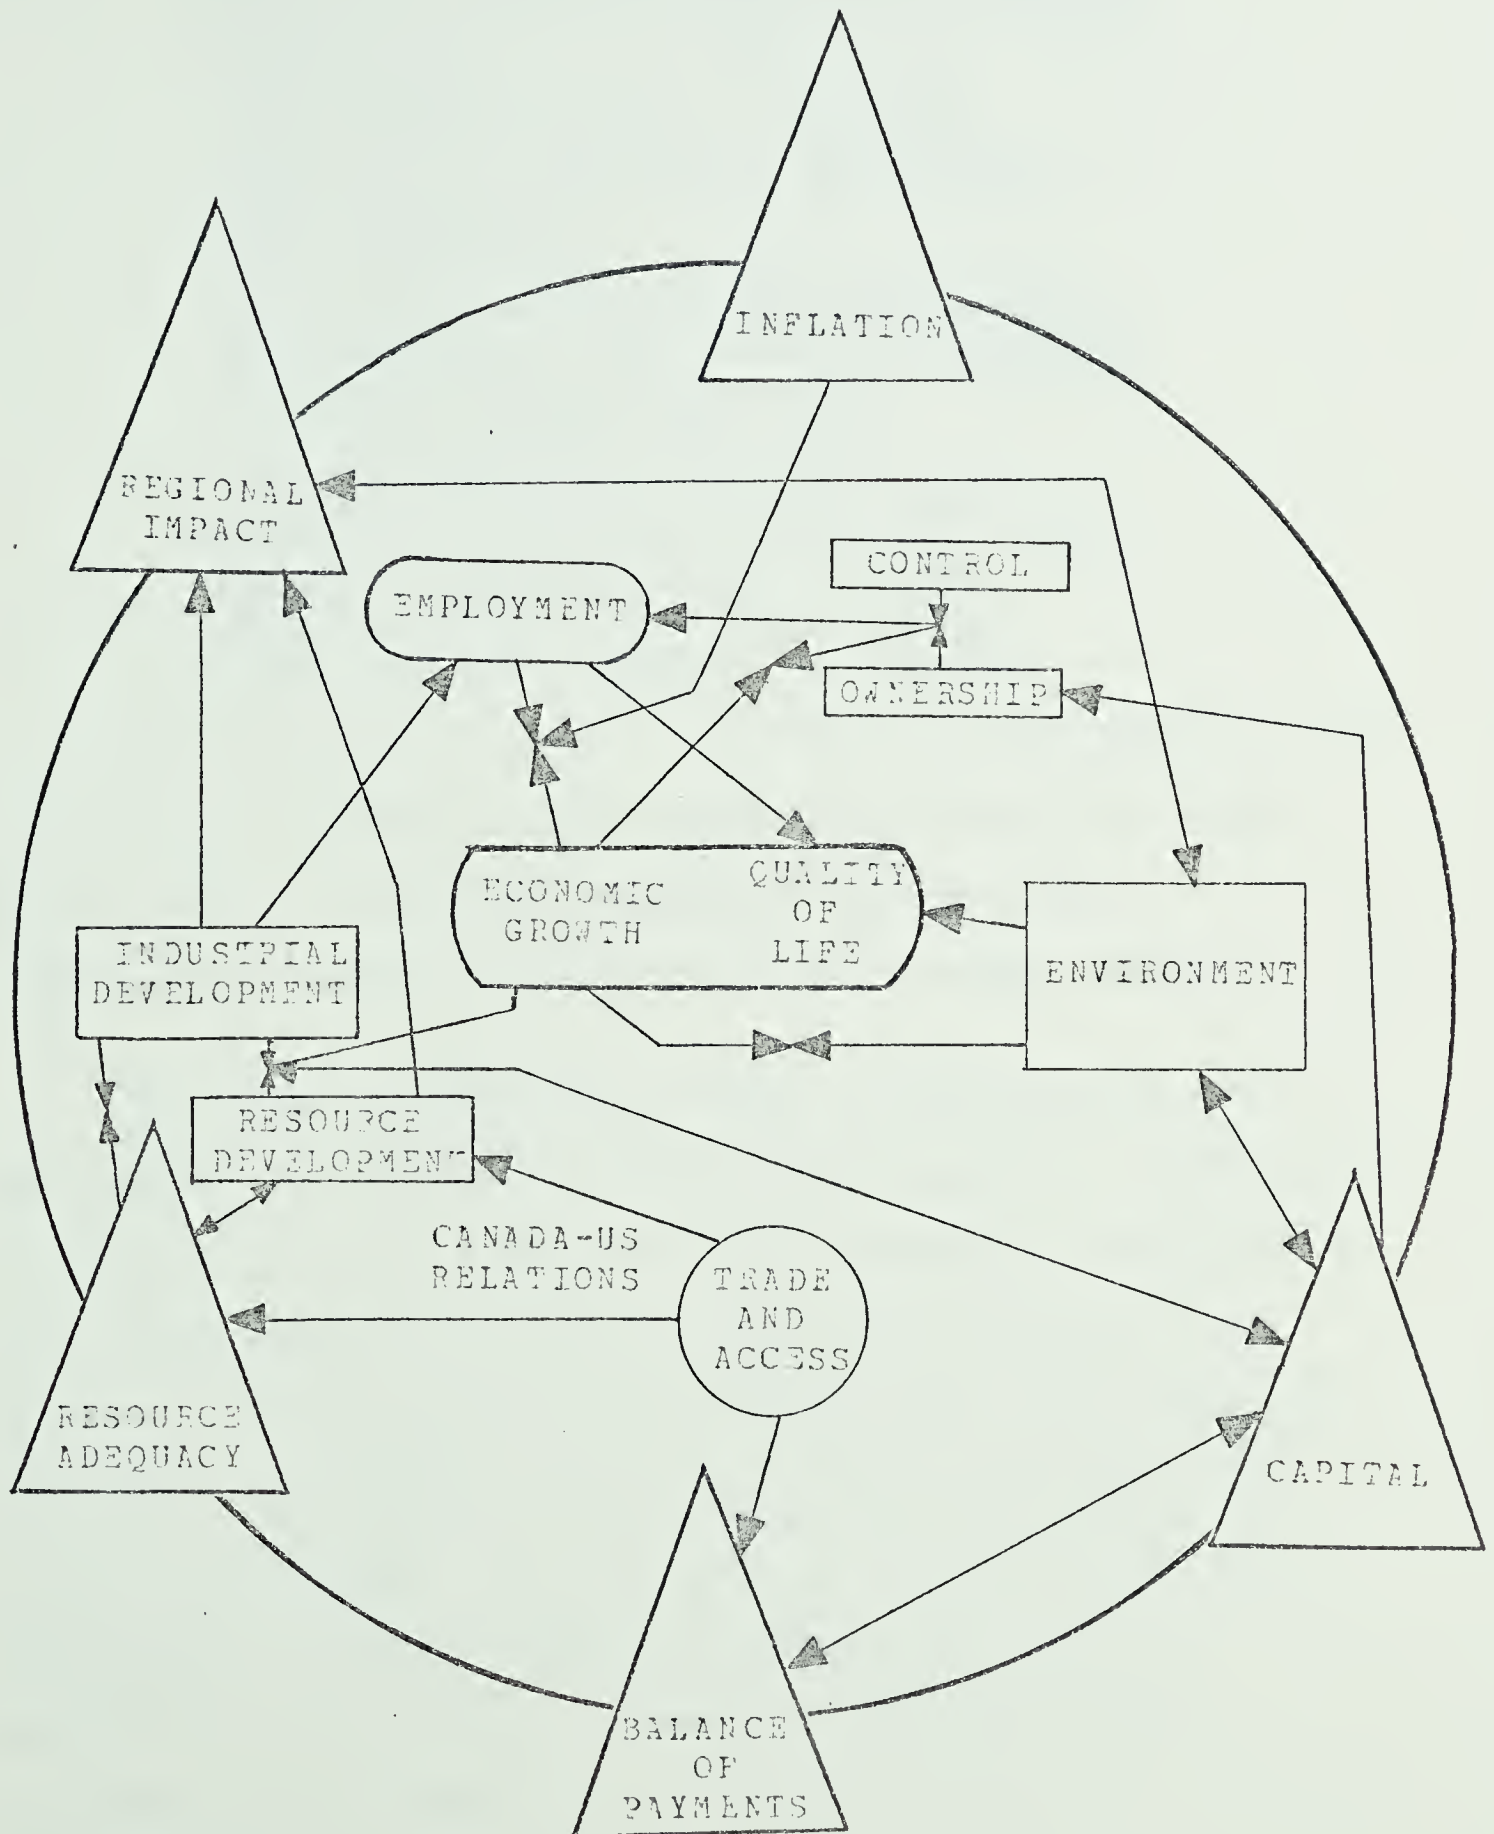 INFLATION
REGIONAL
IMPACT
CONTROL
EMPLOYMENT
OWNERSHIP
ECONOMIC
GROWTH
QUALITY
OF
LIFE
INDUSTRIAL
DEVELOPMENT
ENVIRONMENT
RESOURCE
DEVELOPMENT
CANADA-US
RELATIONS
TRADE
AND
ACCESS
RESOURCE
ADEQUACY
CAPITAL
BALANCE
OF
PAYMENTS